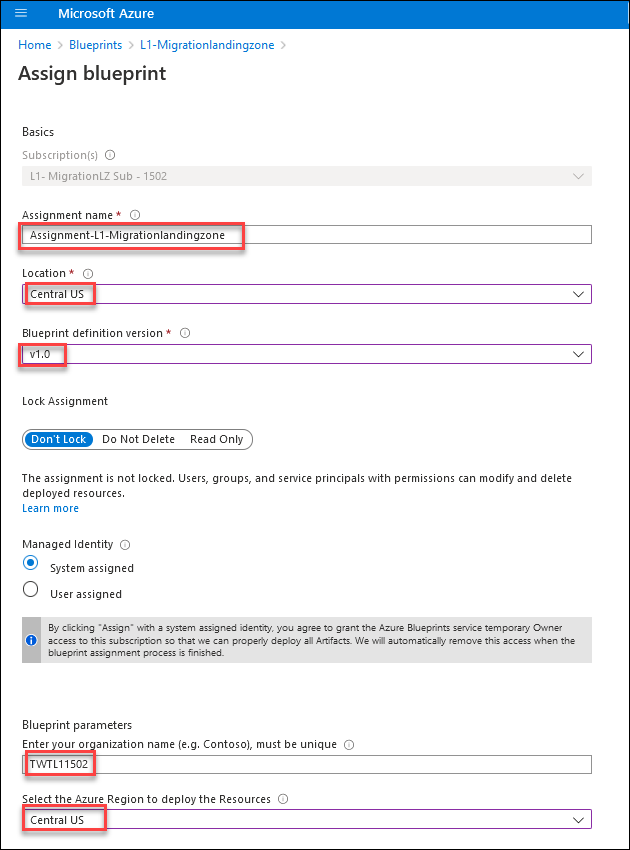 Microsoft Azure
Home > Blueprints > L1-Migrationlandingzone >
Assign blueprint
Basics
Subscription(s)
L1- MigrationLZ Sub - 1502
Assignment name *
Assignment-L1-Migrationlandingzone
Location *
Central US
Blueprint definition version *
v1.0
Lock Assignment
Don't Lock Do Not Delete Read Only
The assignment is not locked. Users, groups, and service principals with permissions can modify and delete
deployed resources.
Learn more
Managed Identity
System assigned
User assigned
By clicking "Assign" with a system assigned identity, you agree to grant the Azure Blueprints service temporary Owner
access to this subscription so that we can properly deploy all Artifacts. We will automatically remove this access when the
blueprint assignment process is finished.
Blueprint parameters
Enter your organization name (e.g. Contoso), must be unique
TWTL11502
Select the Azure Region to deploy the Resources
Central US